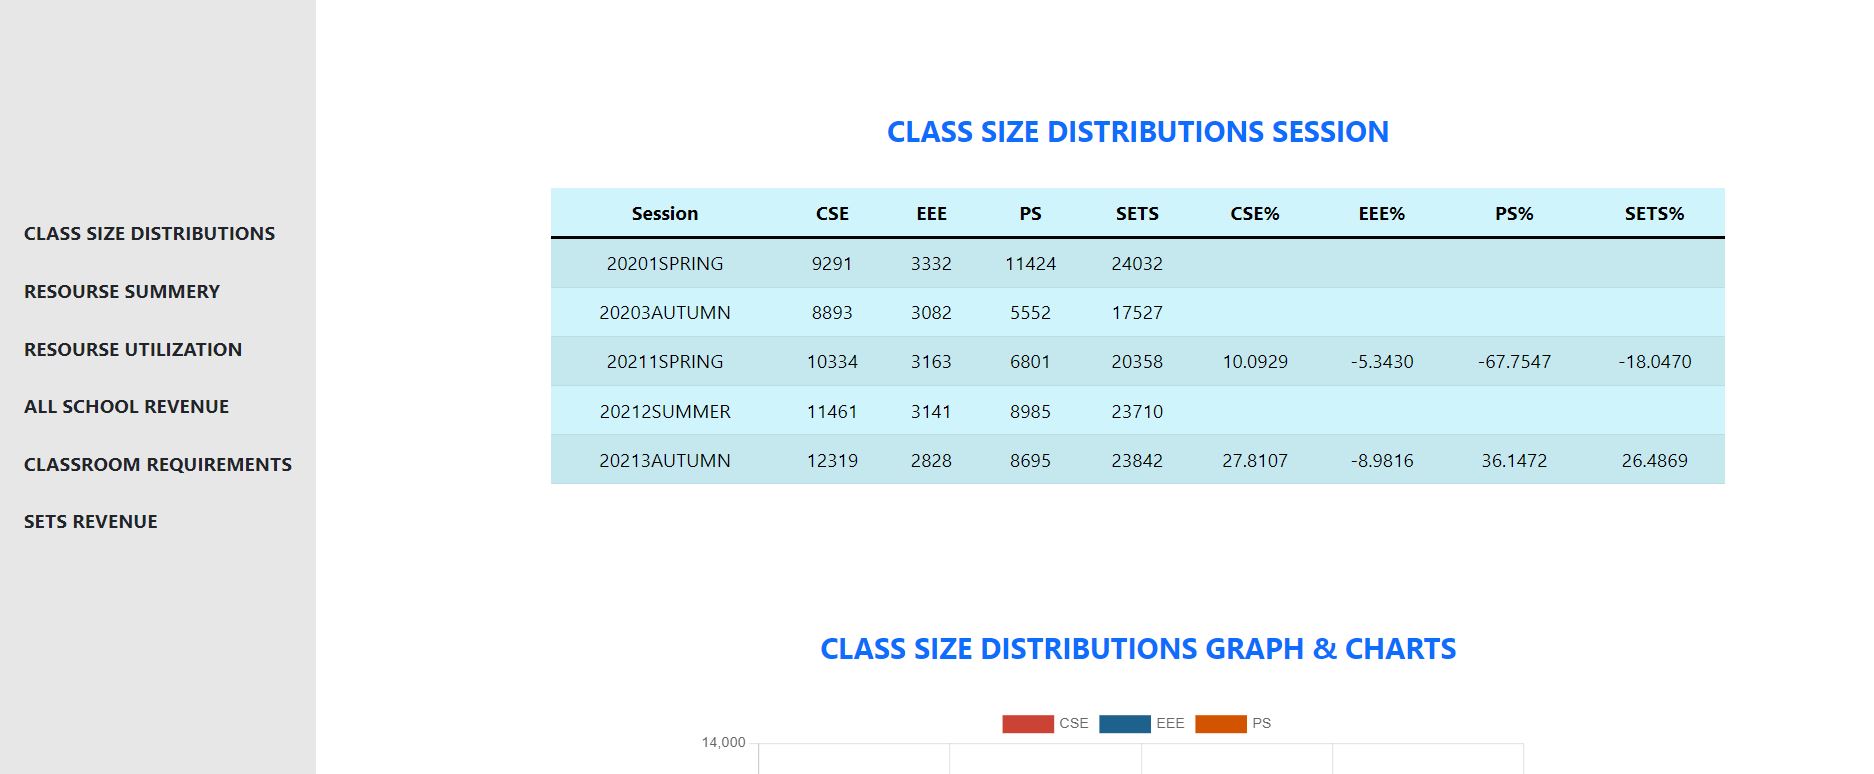 CLASS SIZE DISTRIBUTIONS
RESOURSE SUMMERY
RESOURSE UTILIZATION
ALL SCHOOL REVENUE
CLASSROOM REQUIREMENTS
SETS REVENUE
CLASS SIZE DISTRIBUTIONS SESSION
Session CSE EEE PS SETS CSE% EEE% PS% SETS%
20201SPRING 9291 3332 11424 24032
20203AUTUMN 8893 3082 5552 17527
20211SPRING 10334 3163 6801 20358 10.0929 -5.3430 -67.7547 -18.0470
20212SUMMER 11461 3141 8985 23710
20213AUTUMN 12319 2828 8695 23842 27.8107 -8.9816 36.1472 26.4869
CLASS SIZE DISTRIBUTIONS GRAPH & CHARTS
CSE EEE PS
14,000